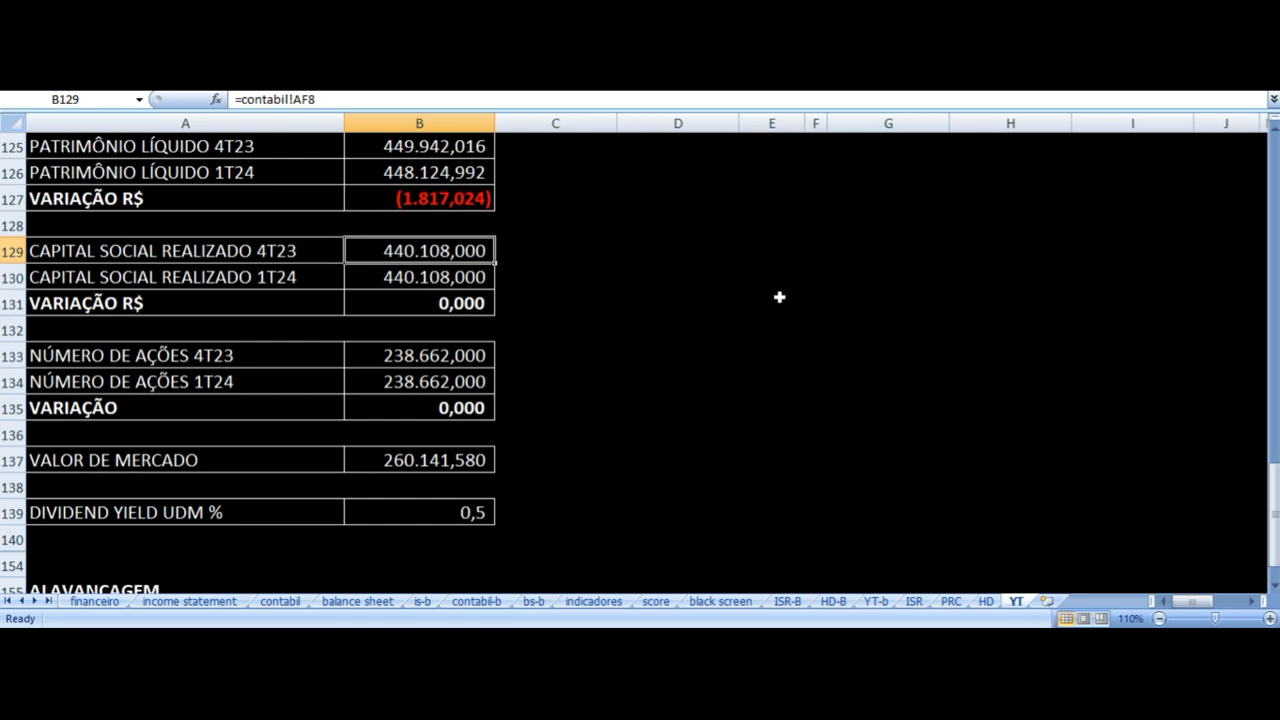 B129 fx =contabil!AF8
A B C D E F G H I J
125 PATRIMÔNIO LÍQUIDO 4T23 449.942,016
126 PATRIMÔNIO LÍQUIDO 1T24 448.124,992
127 VARIAÇÃO R$ (1.817,024)
128
129 CAPITAL SOCIAL REALIZADO 4T23 440.108,000
130 CAPITAL SOCIAL REALIZADO 1T24 440.108,000
131 VARIAÇÃO R$ 0,000
132
133 NÚMERO DE AÇÕES 4T23 238.662,000
134 NÚMERO DE AÇÕES 1T24 238.662,000
135 VARIAÇÃO 0,000
136
137 VALOR DE MERCADO 260.141,580
138
139 DIVIDEND YIELD UDM % 0,5
140
154
155 ALAVANCAGEM
financeiro income statement contabil balance sheet is-b contabil-b bs-b indicadores score black screen ISR-B HD-B YT-b ISR PRC HD YT
Ready 110%